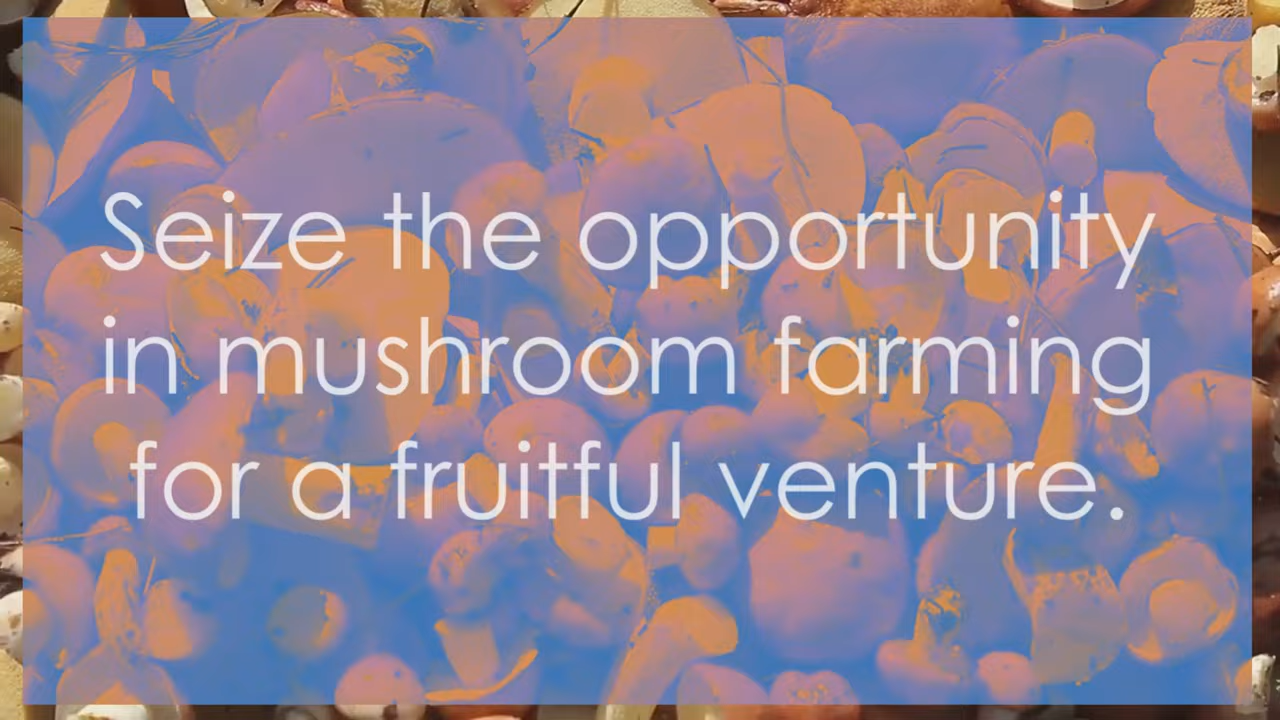 Seize the opportunity
in mushroom farming
for a fruitful venture.